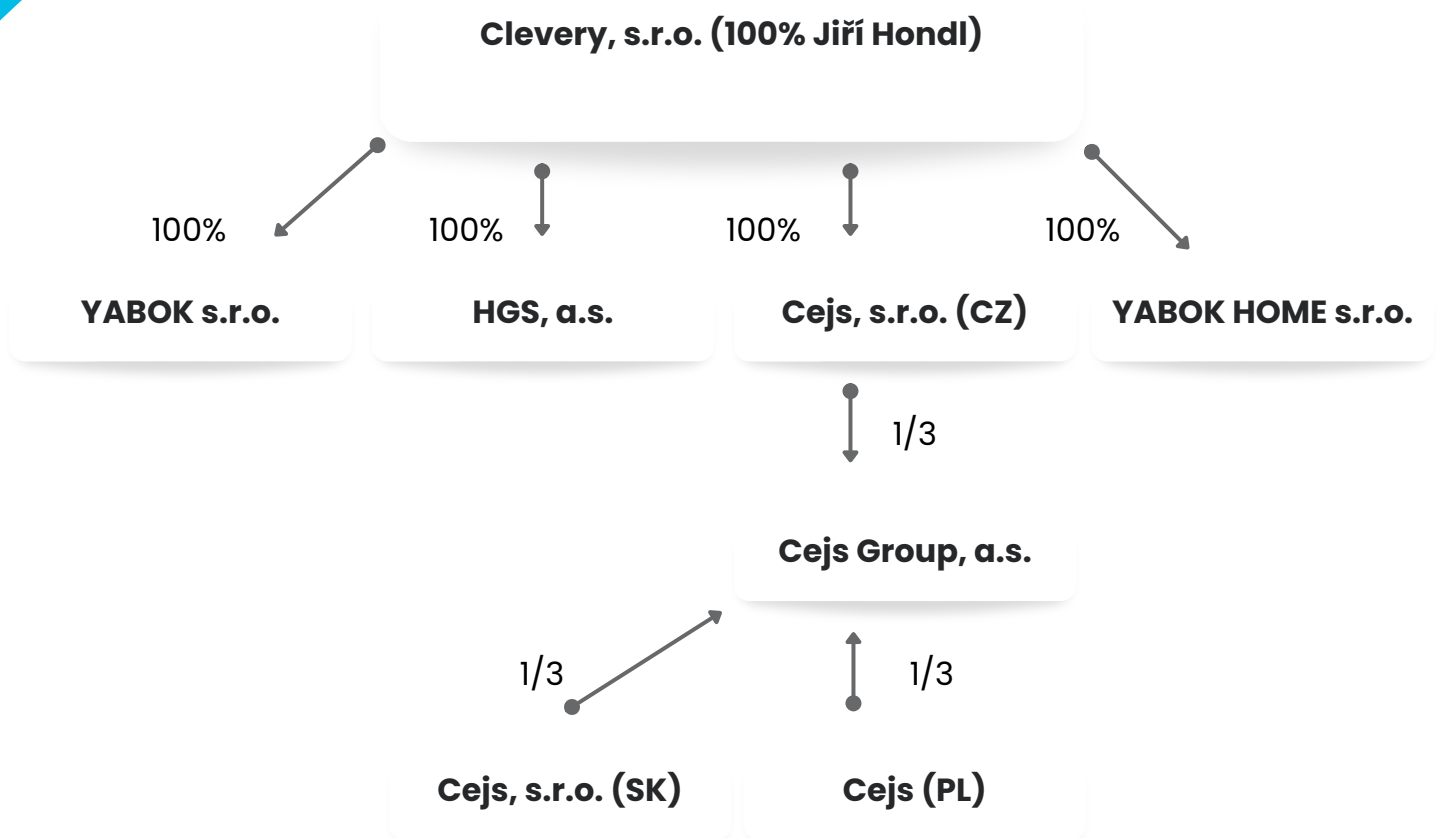 Clevery, s.r.o. (100% Jiří Hondl)
100%
100%
100%
100%
YABOK s.r.o.
HGS, a.s.
Cejs, s.r.o. (CZ)
YABOK HOME s.r.o.
1/3
Cejs Group, a.s.
1/3
1/3
Cejs, s.r.o. (SK)
Cejs (PL)